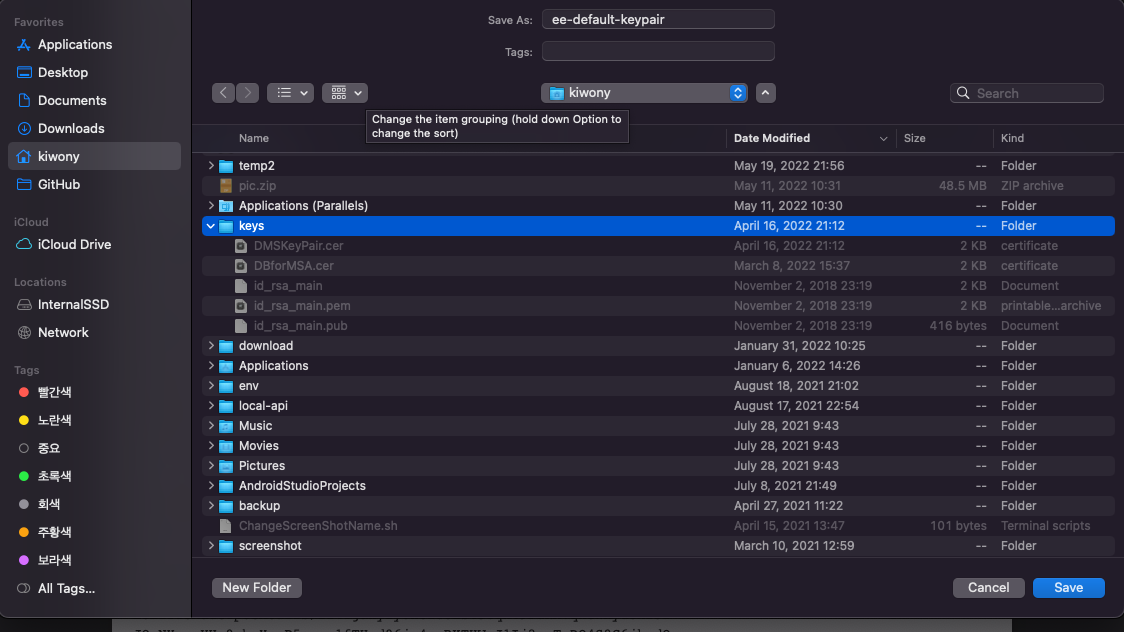 Favorites
Applications
Desktop
Documents
Downloads
kiwony
GitHub
iCloud
iCloud Drive
Locations
InternalSSD
Network
Tags
빨간색
노란색
중요
초록색
회색
주황색
보라색
All Tags...
Save As: ee-default-keypair
Tags:
kiwony
Search
Change the item grouping (hold down Option to
change the sort)
Name Date Modified Size Kind
temp2 May 19, 2022 21:56 -- Folder
pic.zip May 11, 2022 10:31 48.5 MB ZIP archive
Applications (Parallels) May 11, 2022 10:30 -- Folder
keys April 16, 2022 21:12 -- Folder
DMSKeyPair.cer April 16, 2022 21:12 2 KB certificate
DBforMSA.cer March 8, 2022 15:37 2 KB certificate
id_rsa_main November 2, 2018 23:19 2 KB Document
id_rsa_main.pem November 2, 2018 23:19 2 KB printable...archive
id_rsa_main.pub November 2, 2018 23:19 416 bytes Document
download January 31, 2022 10:25 -- Folder
Applications January 6, 2022 14:26 -- Folder
env August 18, 2021 21:02 -- Folder
local-api August 17, 2021 22:54 -- Folder
Music July 28, 2021 9:43 -- Folder
Movies July 28, 2021 9:43 -- Folder
Pictures July 28, 2021 9:43 -- Folder
AndroidStudioProjects July 8, 2021 21:49 -- Folder
backup April 27, 2021 11:22 -- Folder
ChangeScreenShotName.sh April 15, 2021 13:47 101 bytes Terminal scripts
screenshot March 10, 2021 12:59 -- Folder
New Folder Cancel Save